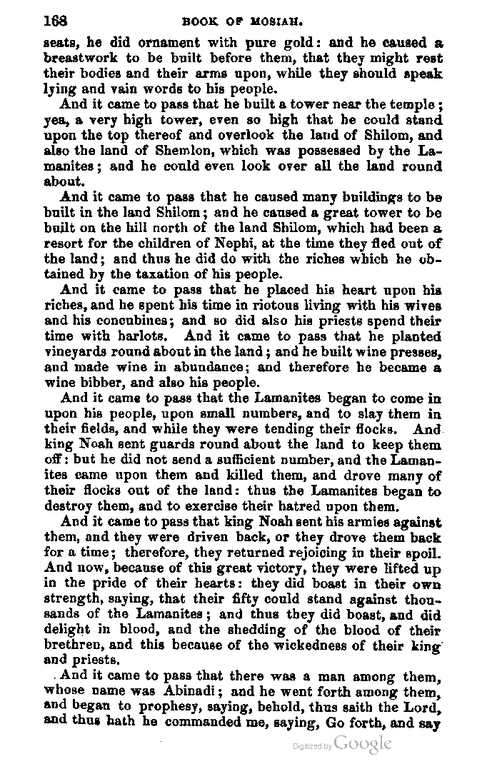 168 BOOK OF MOSIAH.
seats, he did ornament with pure gold: and he caused a
breastwork to be built before them, that they might rest
their bodies and their arms upon, while they should speak
lying and vain words to his people.
And it came to pass that he built a tower near the temple;
yea, a very high tower, even so high that he could stand
upon the top thereof and overlook the land of Shilom, and
also the land of Shemlon, which was possessed by the La-
manites; and he could even look over all the land round
about.
And it came to pass that he caused many buildings to be
built in the land Shilom; and he caused a great tower to be
built on the hill north of the land Shilom, which had been a
resort for the children of Nephi, at the time they fled out of
the land; and thus he did do with the riches which he ob-
tained by the taxation of his people.
And it came to pass that he placed his heart upon his
riches, and he spent his time in riotous living with his wives
and his concubines; and so did also his priests spend their
time with harlots. And it came to pass that he planted
vineyards round about in the land; and he built wine presses,
and made wine in abundance; and therefore he became a
wine bibber, and also his people.
And it came to pass that the Lamanites began to come in
upon his people, upon small numbers, and to slay them in
their fields, and while they were tending their flocks. And
king Noah sent guards round about the land to keep them
off: but he did not send a sufficient number, and the Laman-
ites came upon them and killed them, and drove many of
their flocks out of the land: thus the Lamanites began to
destroy them, and to exercise their hatred upon them.
And it came to pass that king Noah sent his armies against
them, and they were driven back, or they drove them back
for a time; therefore, they returned rejoicing in their spoil.
And now, because of this great victory, they were lifted up
in the pride of their hearts: they did boast in their own
strength, saying, that their fifty could stand against thou-
sands of the Lamanites; and thus they did boast, and did
delight in blood, and the shedding of the blood of their
brethren, and this because of the wickedness of their king
and priests.
And it came to pass that there was a man among them,
whose name was Abinadi; and he went forth among them,
and began to prophesy, saying, behold, thus saith the Lord,
and thus hath he commanded me, saying, Go forth, and say
Digitized by Google